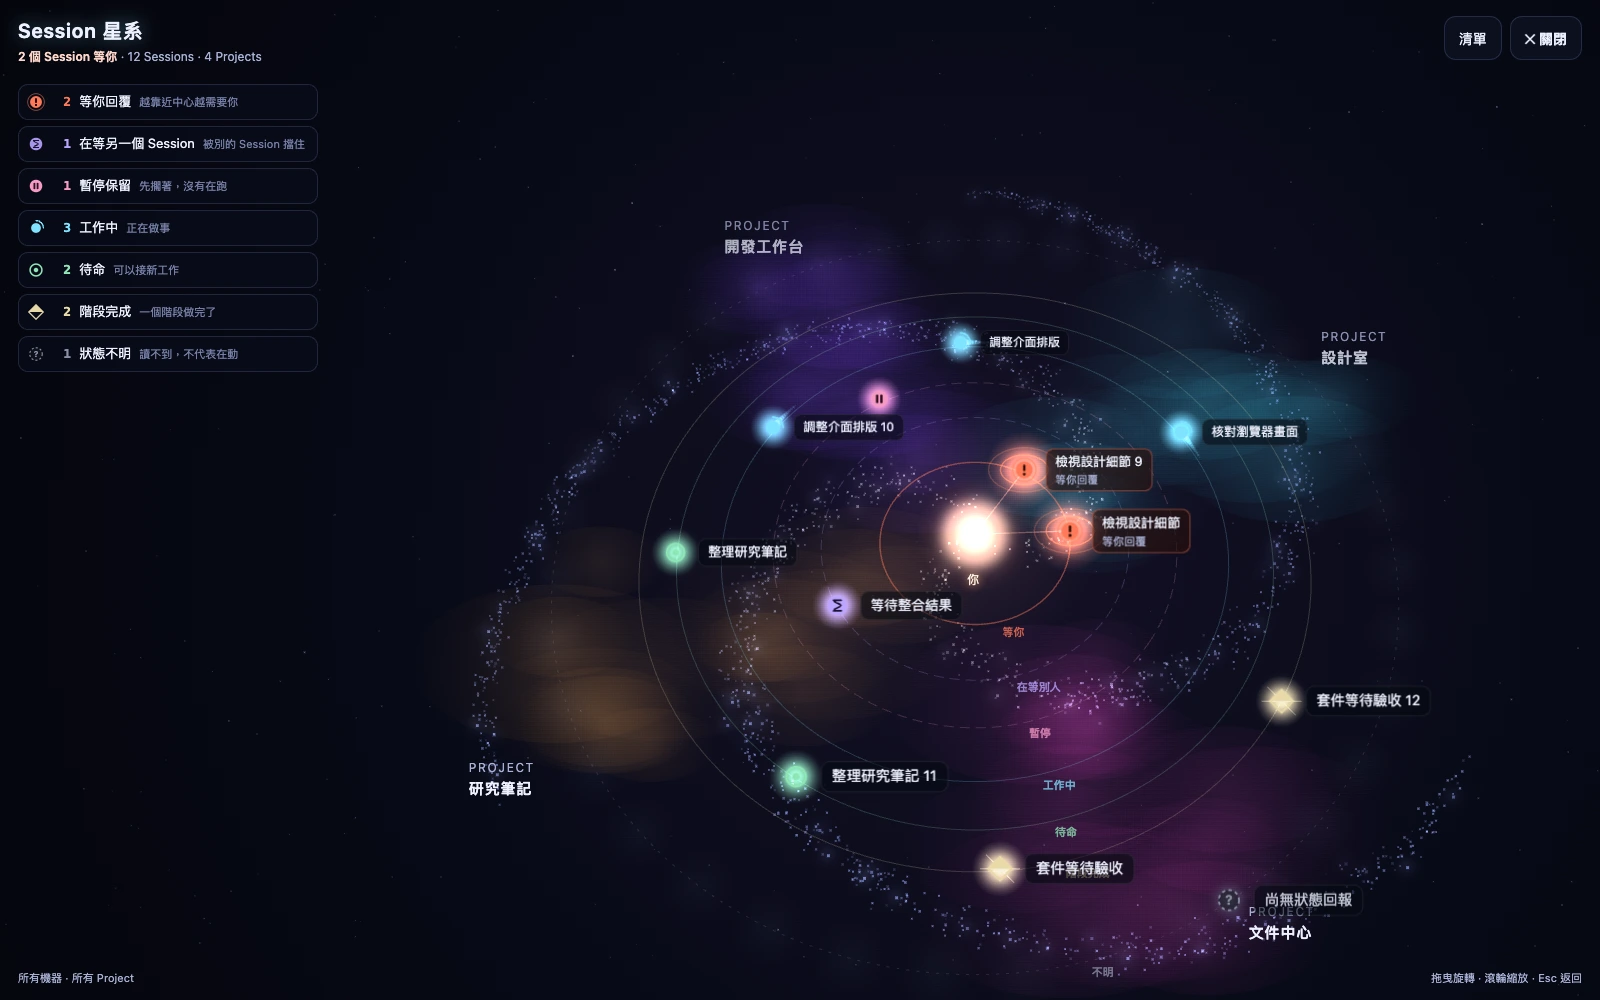 Session 星系
2 個 Session 等你 · 12 Sessions · 4 Projects
清單
✕ 關閉
2 等你回覆 越靠近中心越需要你
1 在等另一個 Session 被別的 Session 擋住
1 暫停保留 先擱著，沒有在跑
3 工作中 正在做事
2 待命 可以接新工作
2 階段完成 一個階段做完了
1 狀態不明 讀不到，不代表在動
PROJECT
開發工作台
PROJECT
設計室
調整介面排版
調整介面排版 10
核對瀏覽器畫面
檢視設計細節 9
等你回覆
檢視設計細節
等你回覆
整理研究筆記
你
等待整合結果
等你
在等別人
套件等待驗收 12
暫停
PROJECT
研究筆記
整理研究筆記 11
工作中
待命
套件等待驗收
尚無狀態回報
PROJECT
文件中心
不明
所有機器 · 所有 Project
拖曳旋轉 · 滾輪縮放 · Esc 返回